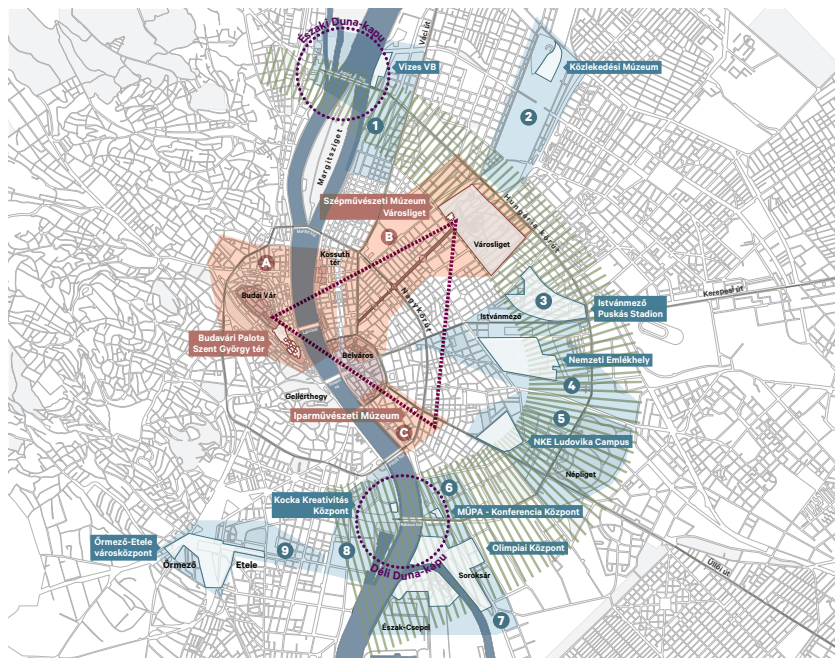 Északi Duna-kapu
Váci út
Vizes VB
Közlekedési Múzeum
1
2
Margitsziget
Szépművészeti Múzeum
Városliget
Hungária körút
B
Városliget
Kossuth
tér
A
Budai Vár
Nagykörút
3
Kerepesi út
Istvánmező
Istvánmező
Puskás Stadion
Budavári Palota
Szent György tér
Belváros
Nemzeti Emlékhely
4
Gellérthegy
Iparművészeti Múzeum
5
C
NKE Ludovika Campus
Népliget
6
Kocka Kreativitás
Központ
MÜPA - Konferencia Központ
Őrmező-Etele
városközpont
9
8
Olimpiai Központ
Őrmező
Etele
Déli Duna-kapu
Soroksár
Üllői út
7
Észak-Csepel